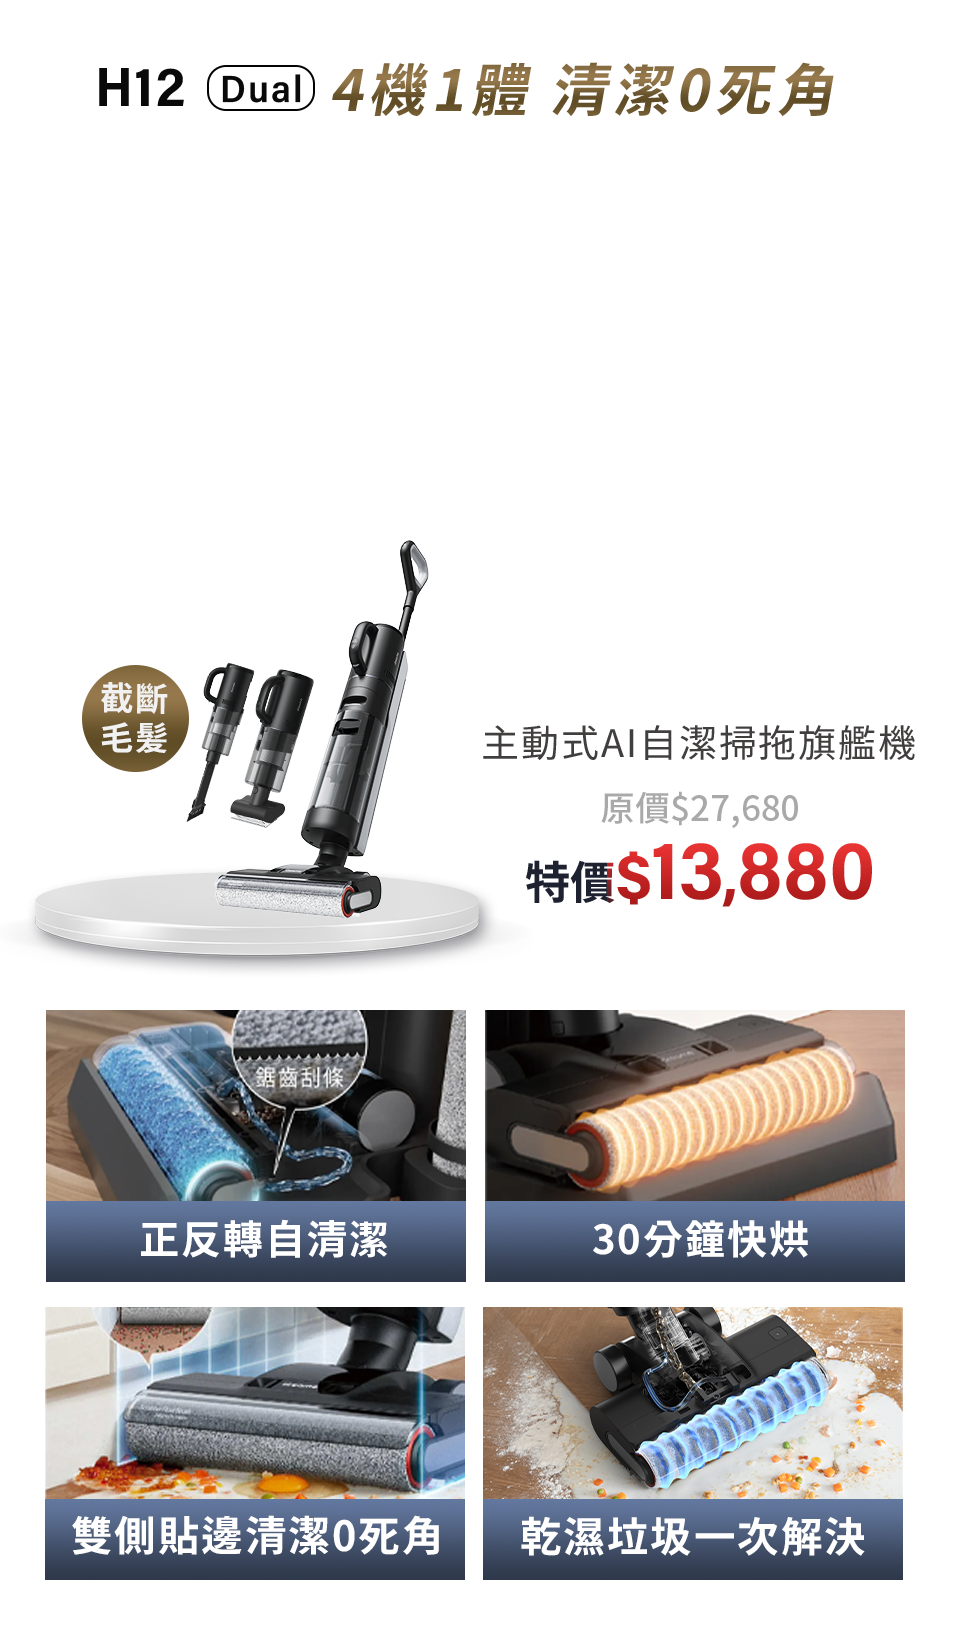 H12 Dual 4機1體 清潔0死角
截斷
毛髮
主動式AI自潔掃拖旗艦機
原價$27,680
特價$13,880
鋸齒刮條
正反轉自清潔
30分鐘快烘
雙側貼邊清潔0死角
乾濕垃圾一次解決